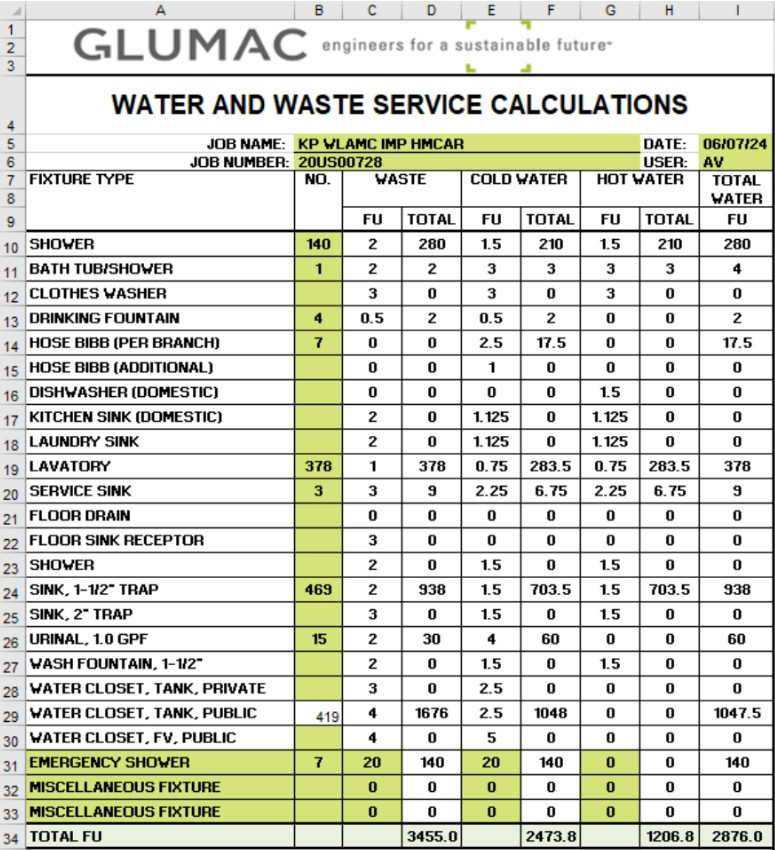 A B C D E F G H I
1
2 GLUMAC engineers for a sustainable future™
3
4 WATER AND WASTE SERVICE CALCULATIONS
5 JOB NAME: KP WLAMC IMP HMCAR DATE: 06/07/24
6 JOB NUMBER: 20US00728 USER: AV
7 FIXTURE TYPE NO. WASTE COLD WATER HOT WATER TOTAL
8 WATER
9 FU TOTAL FU TOTAL FU TOTAL FU
10 SHOWER 140 2 280 1.5 210 1.5 210 280
11 BATH TUB/SHOWER 1 2 2 3 3 3 3 4
12 CLOTHES WASHER 3 0 3 0 3 0 0
13 DRINKING FOUNTAIN 4 0.5 2 0.5 2 0 0 2
14 HOSE BIBB (PER BRANCH) 7 0 0 2.5 17.5 0 0 17.5
15 HOSE BIBB (ADDITIONAL) 0 0 1 0 0 0 0
16 DISHWASHER (DOMESTIC) 0 0 0 0 1.5 0 0
17 KITCHEN SINK (DOMESTIC) 2 0 1.125 0 1.125 0 0
18 LAUNDRY SINK 2 0 1.125 0 1.125 0 0
19 LAVATORY 378 1 378 0.75 283.5 0.75 283.5 378
20 SERVICE SINK 3 3 9 2.25 6.75 2.25 6.75 9
21 FLOOR DRAIN 0 0 0 0 0 0 0
22 FLOOR SINK RECEPTOR 3 0 0 0 0 0 0
23 SHOWER 2 0 1.5 0 1.5 0 0
24 SINK, 1-1/2" TRAP 469 2 938 1.5 703.5 1.5 703.5 938
25 SINK, 2" TRAP 3 0 1.5 0 1.5 0 0
26 URINAL, 1.0 GPF 15 2 30 4 60 0 0 60
27 WASH FOUNTAIN, 1-1/2" 2 0 1.5 0 1.5 0 0
28 WATER CLOSET, TANK, PRIVATE 3 0 2.5 0 0 0 0
29 WATER CLOSET, TANK, PUBLIC 419 4 1676 2.5 1048 0 0 1047.5
30 WATER CLOSET, FV, PUBLIC 4 0 5 0 0 0 0
31 EMERGENCY SHOWER 7 20 140 20 140 0 0 140
32 MISCELLANEOUS FIXTURE 0 0 0 0 0 0 0
33 MISCELLANEOUS FIXTURE 0 0 0 0 0 0 0
34 TOTAL FU 3455.0 2473.8 1206.8 2876.0